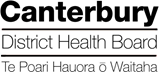 Canterbury
District Health Board
Te Poari Hauora ō Waitaha